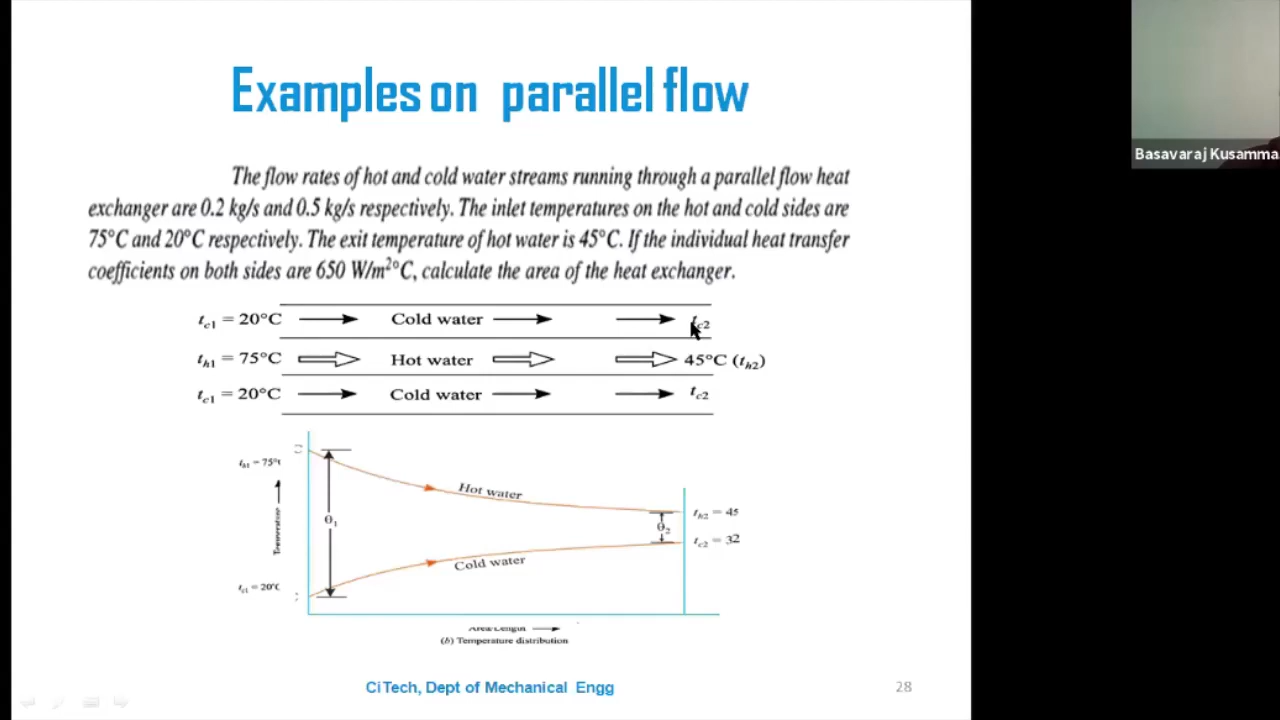 Examples on parallel flow
Basavaraj Kusamma
The flow rates of hot and cold water streams running through a parallel flow heat
exchanger are 0.2 kg/s and 0.5 kg/s respectively. The inlet temperatures on the hot and cold sides are
75°C and 20°C respectively. The exit temperature of hot water is 45°C. If the individual heat transfer
coefficients on both sides are 650 W/m²°C, calculate the area of the heat exchanger.
t_c1 = 20°C Cold water t_c2
t_h1 = 75°C Hot water 45°C (t_h2)
t_c1 = 20°C Cold water t_c2
t_h1 = 75°C
Hot water
θ₁
t_h2 = 45
θ₂
t_c2 = 32
Temperature
Cold water
t_c1 = 20°C
Area/Length
(b) Temperature distribution
CiTech, Dept of Mechanical Engg
28